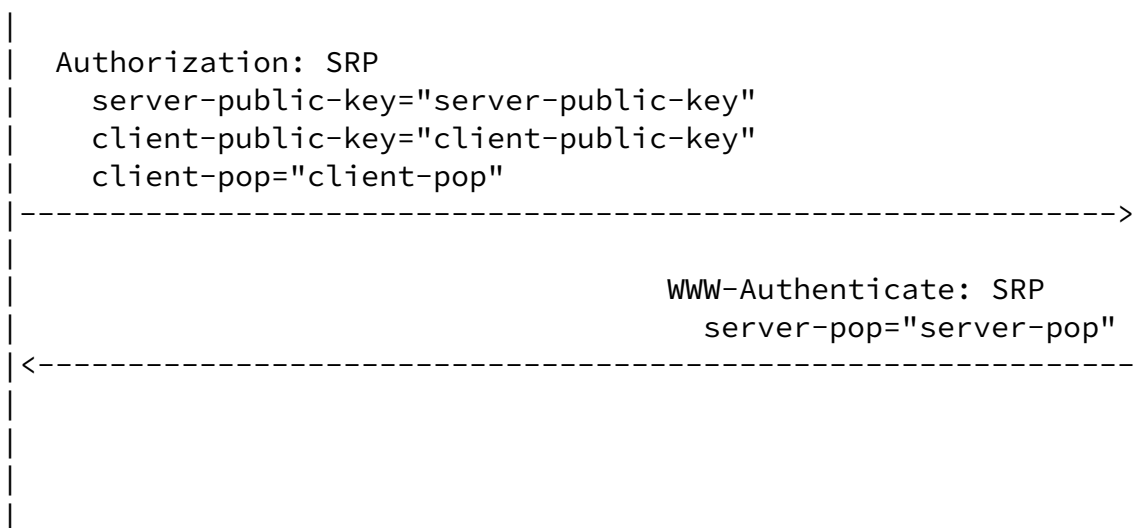 |
| Authorization: SRP
| server-public-key="server-public-key"
| client-public-key="client-public-key"
| client-pop="client-pop"
|------------------------------------------------------------->
|
| WWW-Authenticate: SRP
| server-pop="server-pop"
|<-------------------------------------------------------------
|
|
|
|